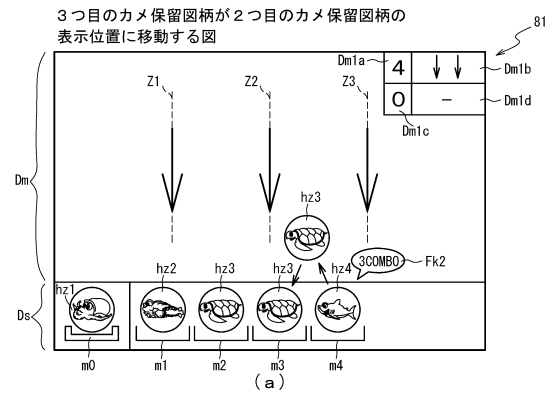 ３つ目のカメ保留図柄が２つ目のカメ保留図柄の
表示位置に移動する図
81
Dm1a
4
Dm1b
Z1
Z2
Z3
0
－
Dm1d
Dm1c
Dm
hz3
3COMBO
Fk2
hz1
hz2
hz3
hz3
hz4
Ds
m0
m1
m2
m3
m4
(a)